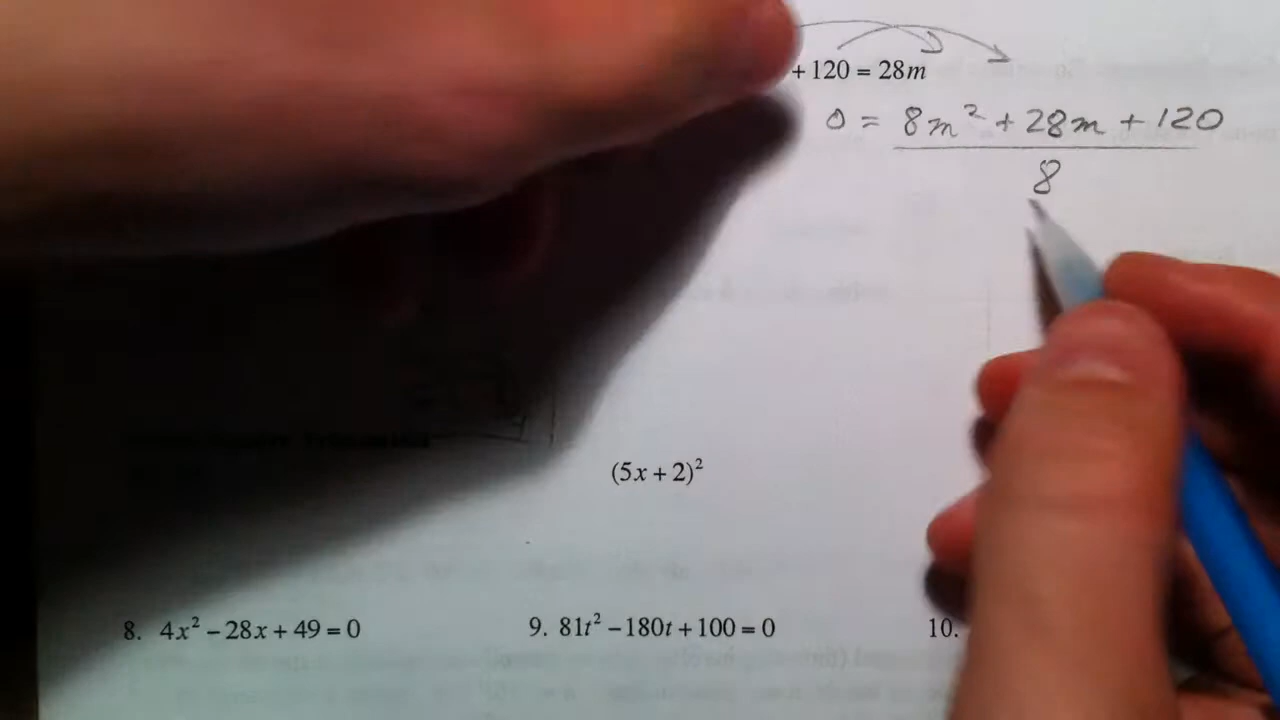 + 120 = 28m
0 = 8m² + 28m + 120
8
(5x + 2)²
8. 4x² − 28x + 49 = 0
9. 81t² − 180t + 100 = 0
10.